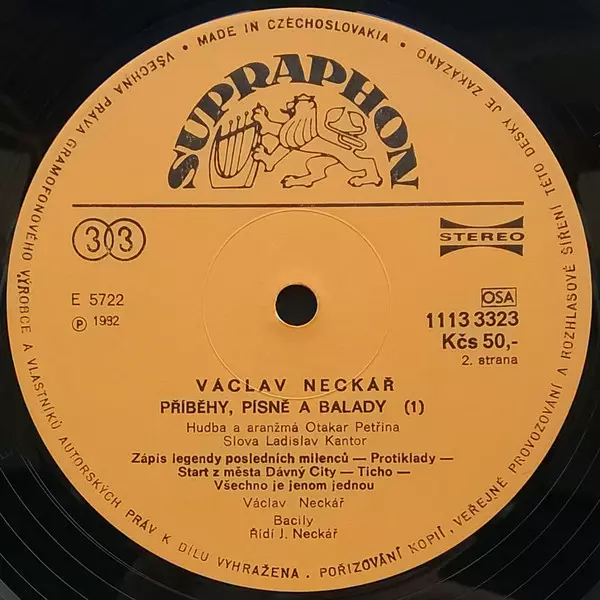 VŠECHNA PRÁVA GRAMOFONOVÉHO VÝROBCE A VLASTNÍKŮ AUTORSKÝCH PRÁV K DÍLU VYHRAŽENA. POŘIZOVÁNÍ KOPIÍ, VEŘEJNÉ PROVOZOVÁNÍ A ROZHLASOVÉ ŠÍŘENÍ TÉTO DESKY JE ZAKÁZÁNO
• MADE IN CZECHOSLOVAKIA •
SUPRAPHON
33
STEREO
E 5722
OSA
℗ 1982
1113 3323
Kčs 50,-
2. strana
VÁCLAV NECKÁŘ
PŘÍBĚHY, PÍSNĚ A BALADY (1)
Hudba a aranžmá Otakar Petřina
Slova Ladislav Kantor
Zápis legendy posledních milenců — Protiklady —
Start z města Dávný City — Ticho —
Všechno je jenom jednou
Václav Neckář
Bacily
Řídí J. Neckář